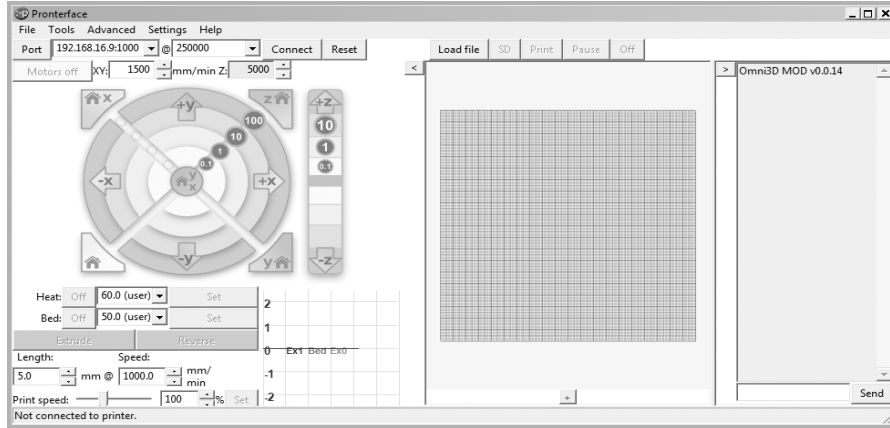 Pronterface
File Tools Advanced Settings Help
Port 192.168.16.9:1000 @ 250000 Connect Reset Load file SD Print Pause Off
Motors off XY: 1500 mm/min Z: 5000 < > Omni3D MOD v0.0.14
x +y z +z
100 10
10 1
1 0.1
0.1
-x y x +x
-y y -z
Heat: Off 60.0 (user) Set
Bed: Off 50.0 (user) Set
Extrude Reverse
Length: Speed:
5.0 mm @ 1000.0 mm/
min
Print speed: 100 % Set
2
1
0 Ex1 Bed Ex0
-1
-2
+
Send
Not connected to printer.